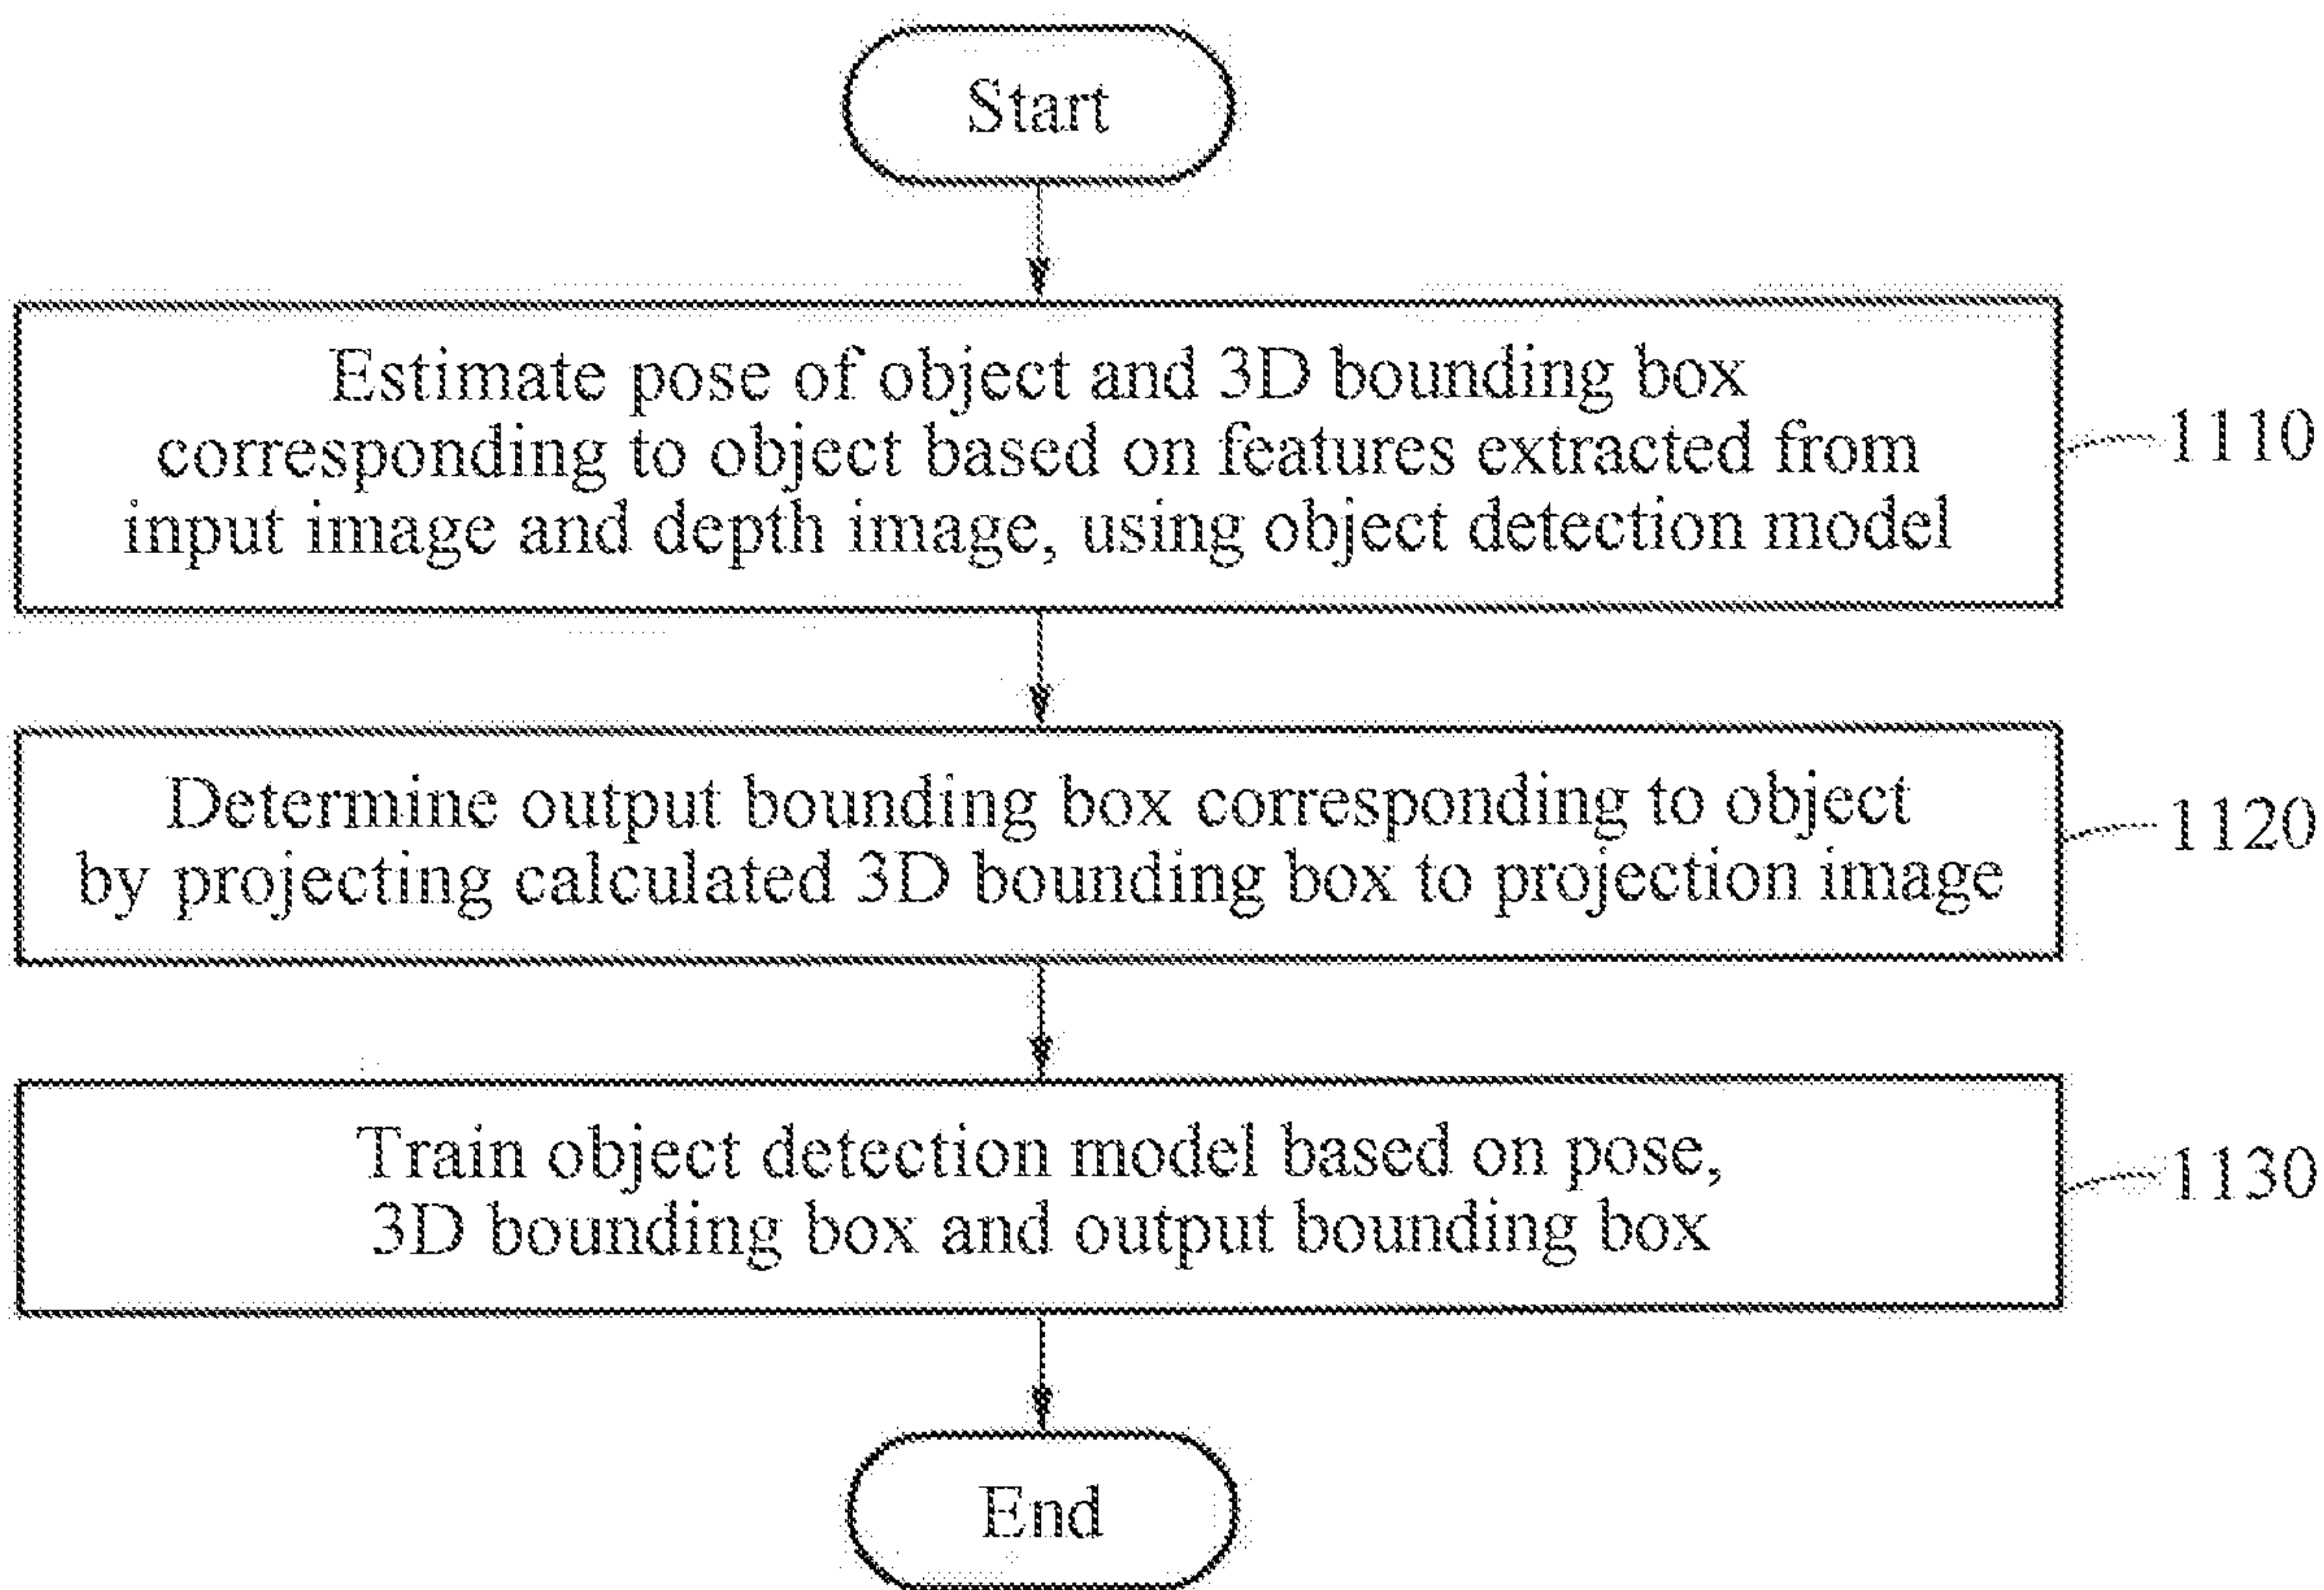 Start
Estimate pose of object and 3D bounding box
corresponding to object based on features extracted from
input image and depth image, using object detection model
1110
Determine output bounding box corresponding to object
by projecting calculated 3D bounding box to projection image
1120
Train object detection model based on pose,
3D bounding box and output bounding box
1130
End